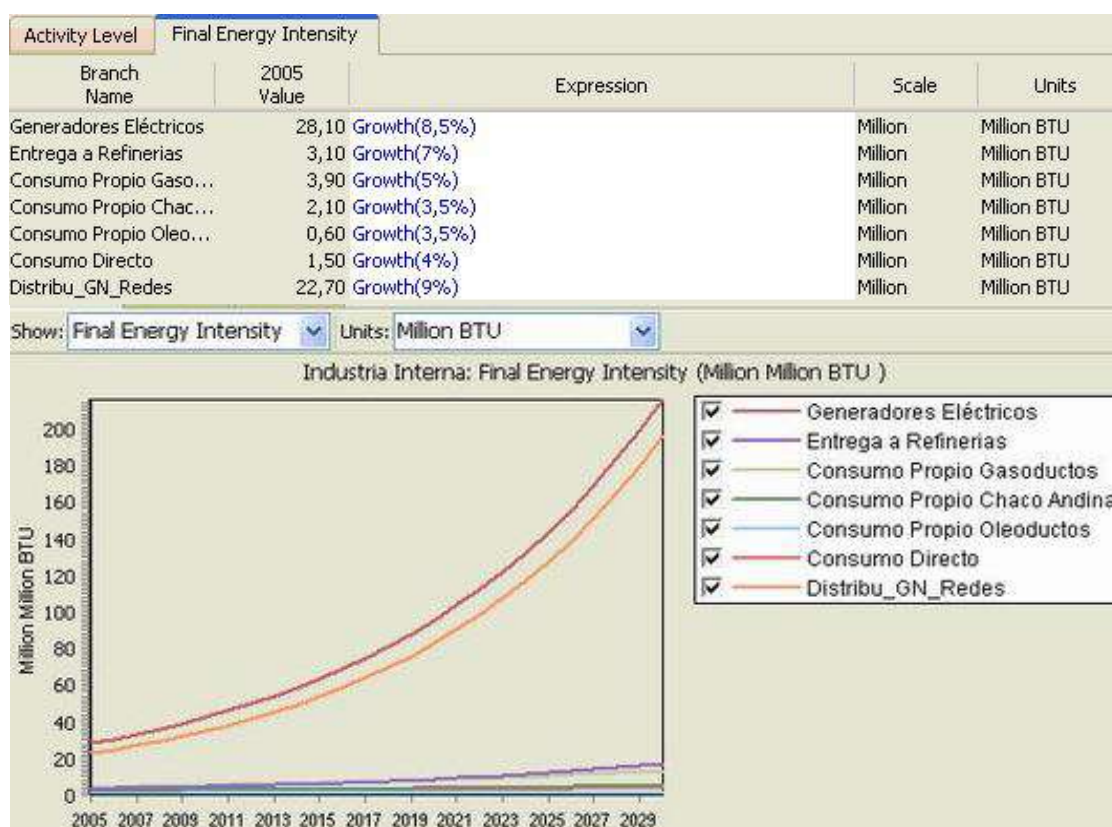 Activity Level Final Energy Intensity
Branch Name 2005 Value Expression Scale Units
Generadores Eléctricos 28,10 Growth(8,5%) Million Million BTU
Entrega a Refinerias 3,10 Growth(7%) Million Million BTU
Consumo Propio Gaso... 3,90 Growth(5%) Million Million BTU
Consumo Propio Chac... 2,10 Growth(3,5%) Million Million BTU
Consumo Propio Oleo... 0,60 Growth(3,5%) Million Million BTU
Consumo Directo 1,50 Growth(4%) Million Million BTU
Distribu_GN_Redes 22,70 Growth(9%) Million Million BTU
Show: Final Energy Intensity Units: Million BTU
Industria Interna: Final Energy Intensity (Million Million BTU )
Million Million BTU
200
180
160
140
120
100
80
60
40
20
0
2005 2007 2009 2011 2013 2015 2017 2019 2021 2023 2025 2027 2029
Generadores Eléctricos
Entrega a Refinerias
Consumo Propio Gasoductos
Consumo Propio Chaco Andina
Consumo Propio Oleoductos
Consumo Directo
Distribu_GN_Redes